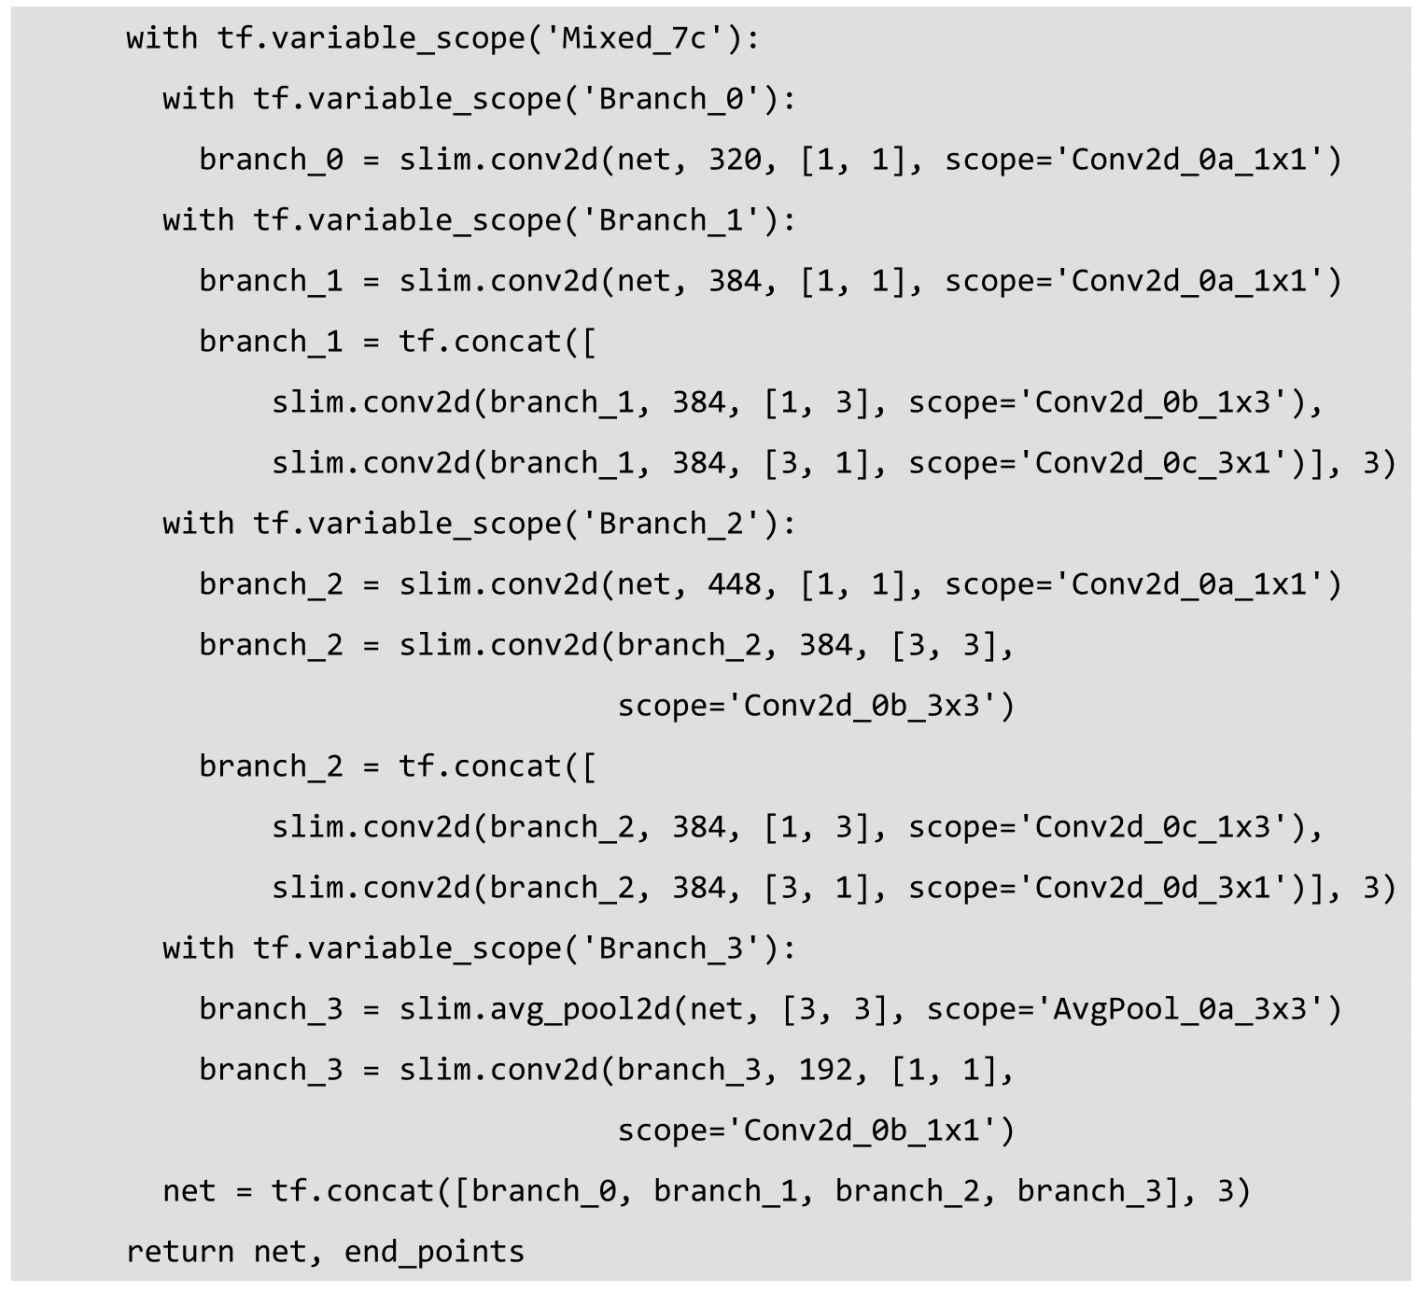 with tf.variable_scope('Mixed_7c'):
  with tf.variable_scope('Branch_0'):
    branch_0 = slim.conv2d(net, 320, [1, 1], scope='Conv2d_0a_1x1')
  with tf.variable_scope('Branch_1'):
    branch_1 = slim.conv2d(net, 384, [1, 1], scope='Conv2d_0a_1x1')
    branch_1 = tf.concat([
        slim.conv2d(branch_1, 384, [1, 3], scope='Conv2d_0b_1x3'),
        slim.conv2d(branch_1, 384, [3, 1], scope='Conv2d_0c_3x1')], 3)
  with tf.variable_scope('Branch_2'):
    branch_2 = slim.conv2d(net, 448, [1, 1], scope='Conv2d_0a_1x1')
    branch_2 = slim.conv2d(branch_2, 384, [3, 3],
                           scope='Conv2d_0b_3x3')
    branch_2 = tf.concat([
        slim.conv2d(branch_2, 384, [1, 3], scope='Conv2d_0c_1x3'),
        slim.conv2d(branch_2, 384, [3, 1], scope='Conv2d_0d_3x1')], 3)
  with tf.variable_scope('Branch_3'):
    branch_3 = slim.avg_pool2d(net, [3, 3], scope='AvgPool_0a_3x3')
    branch_3 = slim.conv2d(branch_3, 192, [1, 1],
                           scope='Conv2d_0b_1x1')
  net = tf.concat([branch_0, branch_1, branch_2, branch_3], 3)
return net, end_points